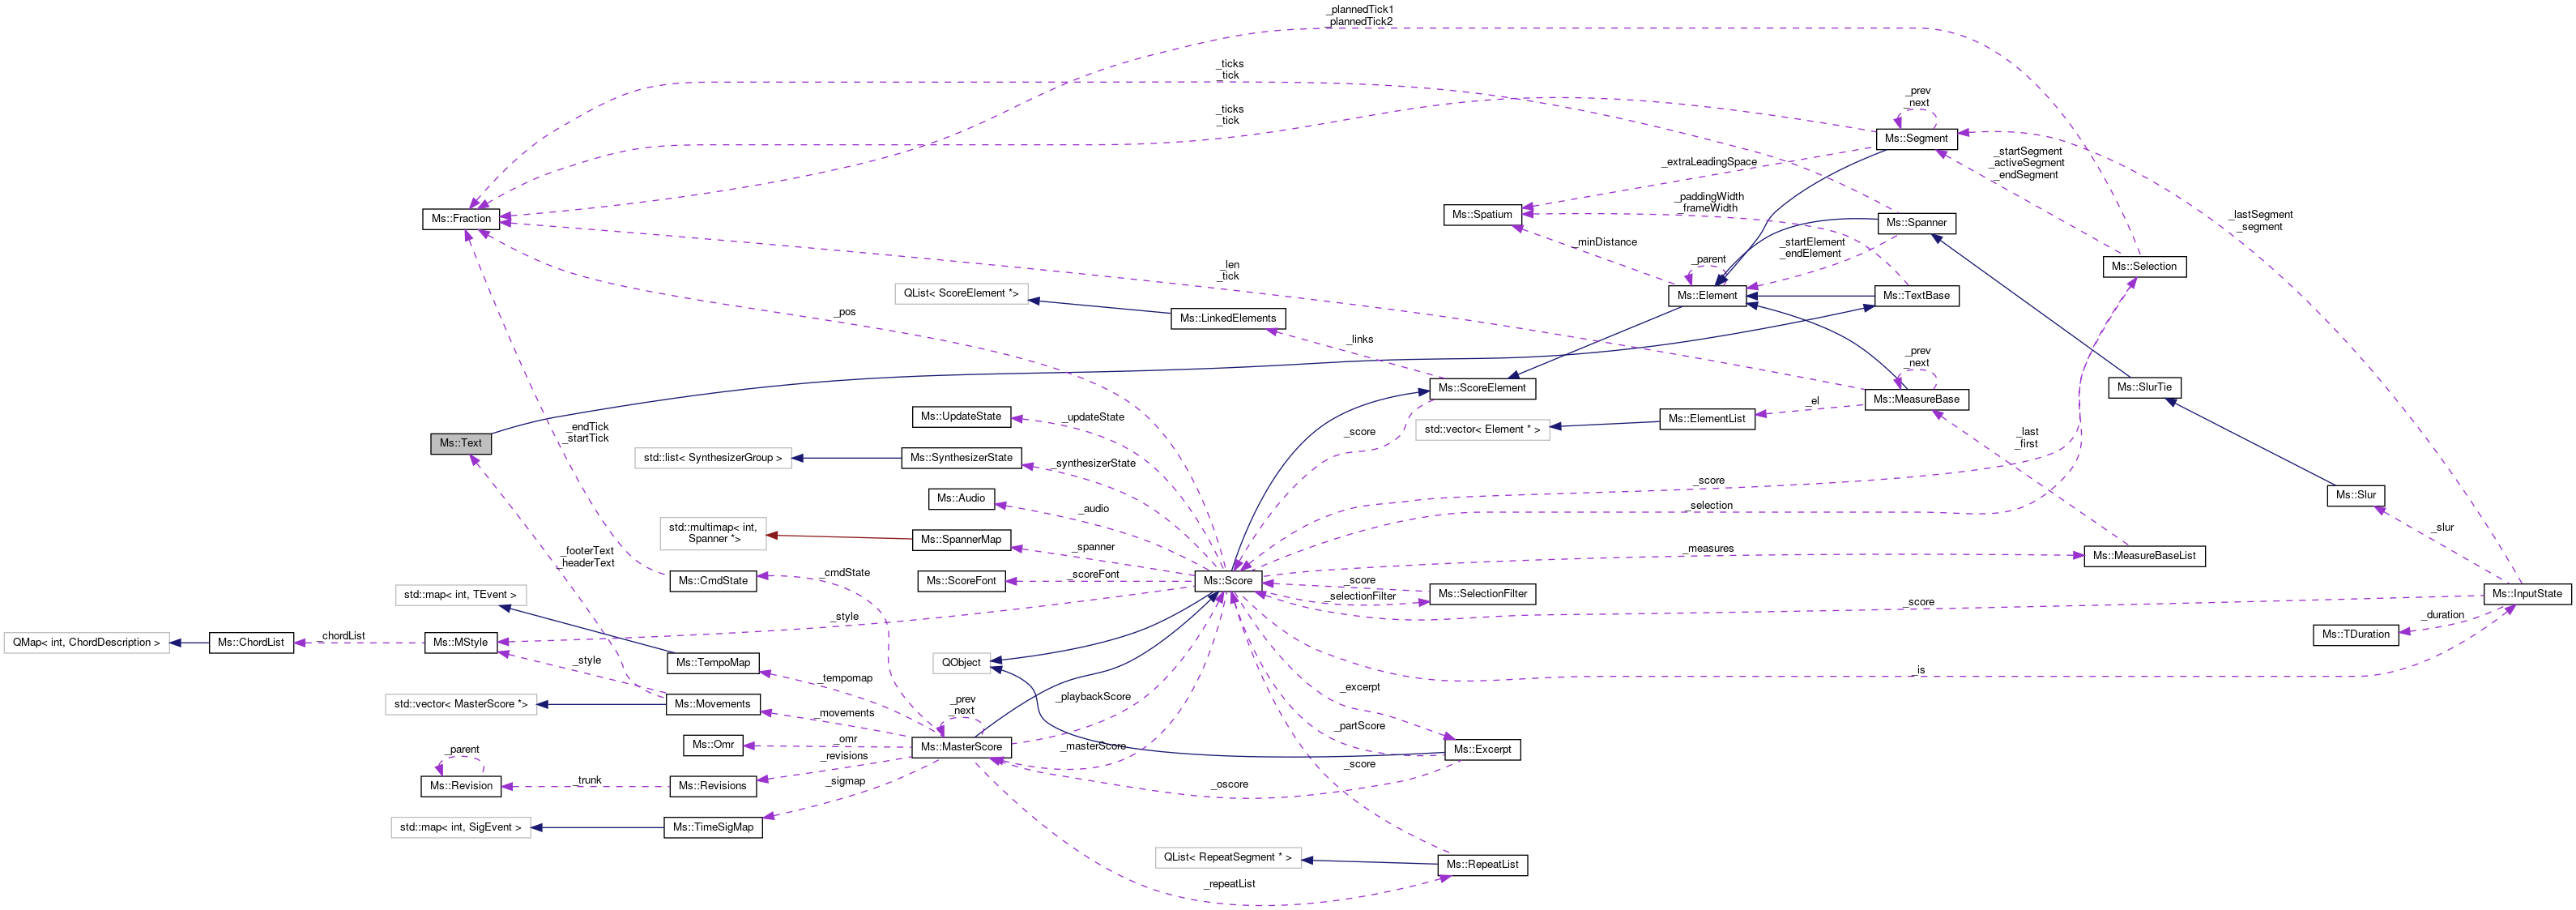 _plannedTick1
_plannedTick2
_ticks
_tick
_prev
_next
_ticks
_tick
Ms::Segment
_startSegment
_activeSegment
_endSegment
_extraLeadingSpace
_paddingWidth
_frameWidth
Ms::Fraction
Ms::Spatium
Ms::Spanner
_lastSegment
_segment
_minDistance
_startElement
_endElement
_parent
_len
_tick
Ms::Selection
QList< ScoreElement *>
Ms::Element
Ms::TextBase
_pos
Ms::LinkedElements
_links
_prev
_next
Ms::ScoreElement
Ms::SlurTie
Ms::MeasureBase
_el
Ms::UpdateState
_updateState
Ms::ElementList
std::vector< Element * >
_score
_endTick
_startTick
Ms::Text
_last
_first
std::list< SynthesizerGroup >
Ms::SynthesizerState
_synthesizerState
_score
Ms::Slur
Ms::Audio
_audio
_selection
_slur
std::multimap< int,
Spanner *>
Ms::SpannerMap
_spanner
_measures
Ms::MeasureBaseList
_footerText
_headerText
Ms::CmdState
_cmdState
Ms::ScoreFont
_scoreFont
Ms::Score
_score
_selectionFilter
Ms::SelectionFilter
Ms::InputState
std::map< int, TEvent >
_score
_style
_duration
Ms::TDuration
QMap< int, ChordDescription >
Ms::ChordList
_chordList
Ms::MStyle
_style
Ms::TempoMap
QObject
_is
_tempomap
_excerpt
std::vector< MasterScore *>
Ms::Movements
_movements
_prev
_next
_playbackScore
_partScore
Ms::Omr
_omr
Ms::MasterScore
_masterScore
Ms::Excerpt
_parent
_revisions
_score
Ms::Revision
_trunk
Ms::Revisions
_sigmap
_oscore
std::map< int, SigEvent >
Ms::TimeSigMap
QList< RepeatSegment * >
Ms::RepeatList
_repeatList